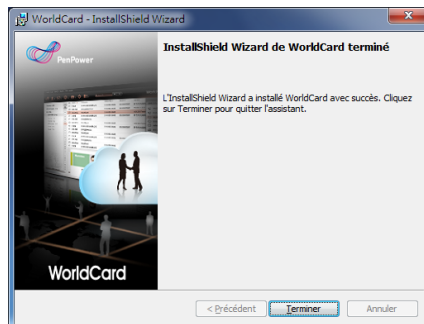 WorldCard - InstallShield Wizard
PenPower
InstallShield Wizard de WorldCard terminé
L'InstallShield Wizard a installé WorldCard avec succès. Cliquez
sur Terminer pour quitter l'assistant.
WorldCard
< Précédent
Terminer
Annuler